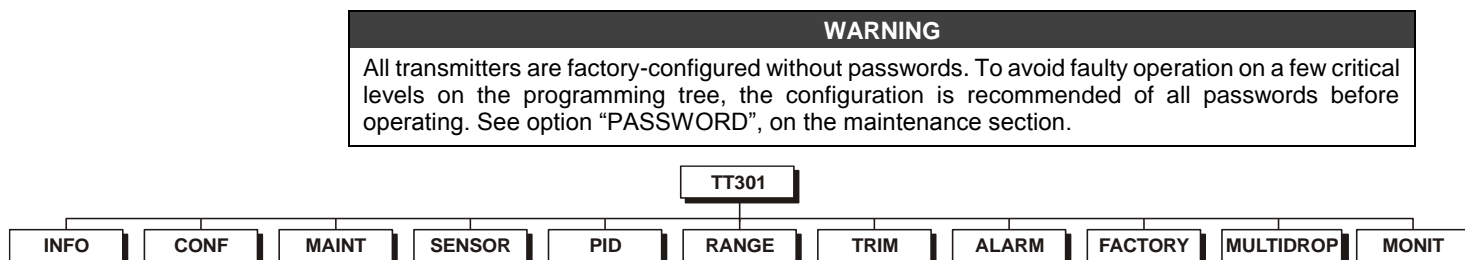 WARNING
All transmitters are factory-configured without passwords. To avoid faulty operation on a few critical
levels on the programming tree, the configuration is recommended of all passwords before
operating. See option “PASSWORD”, on the maintenance section.
TT301
INFO CONF MAINT SENSOR PID RANGE TRIM ALARM FACTORY MULTIDROP MONIT